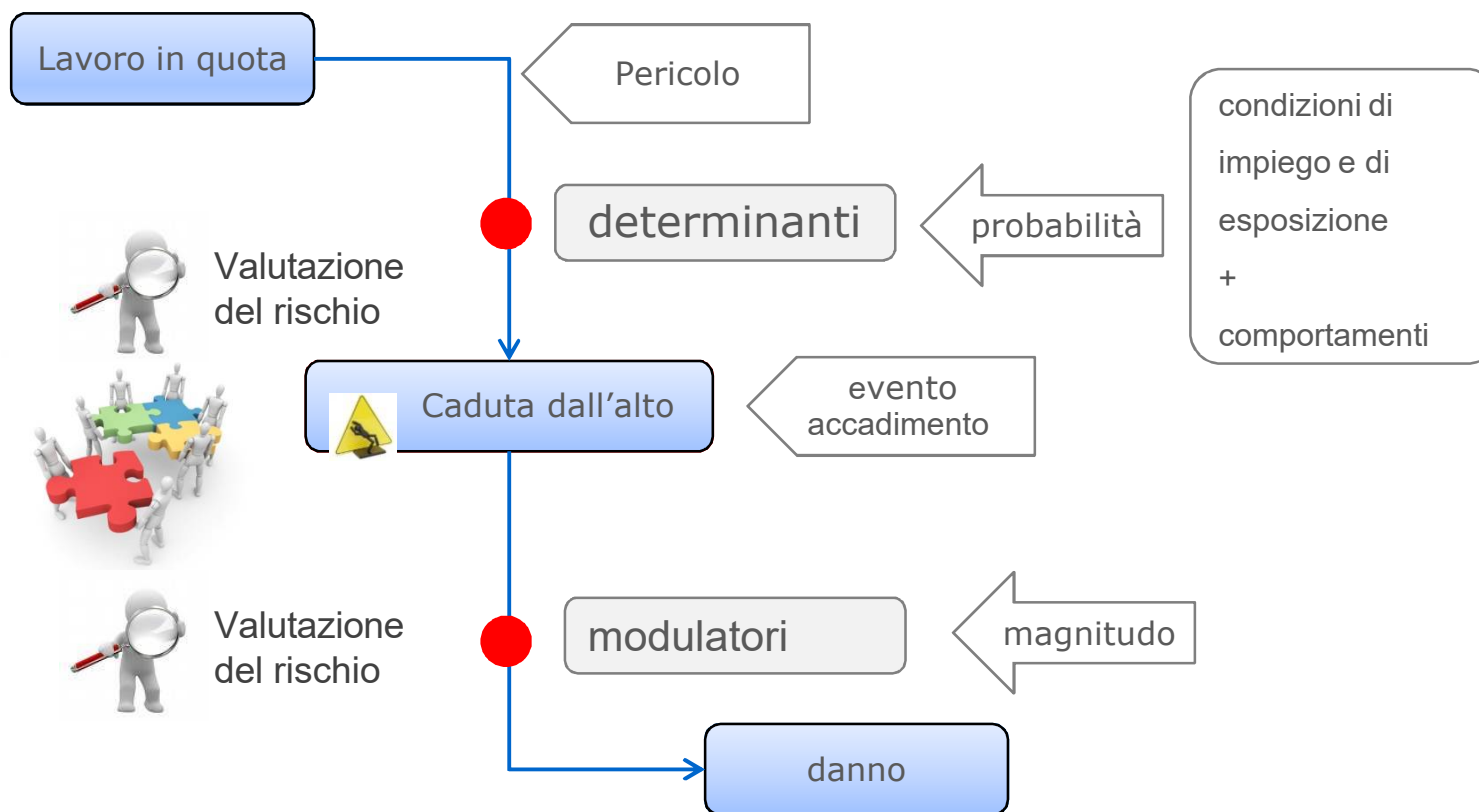 Lavoro in quota
Pericolo
condizioni di
impiego e di
esposizione
+
comportamenti
determinanti
probabilità
Valutazione
del rischio
Caduta dall’alto
evento
accadimento
Valutazione
del rischio
modulatori
magnitudo
danno